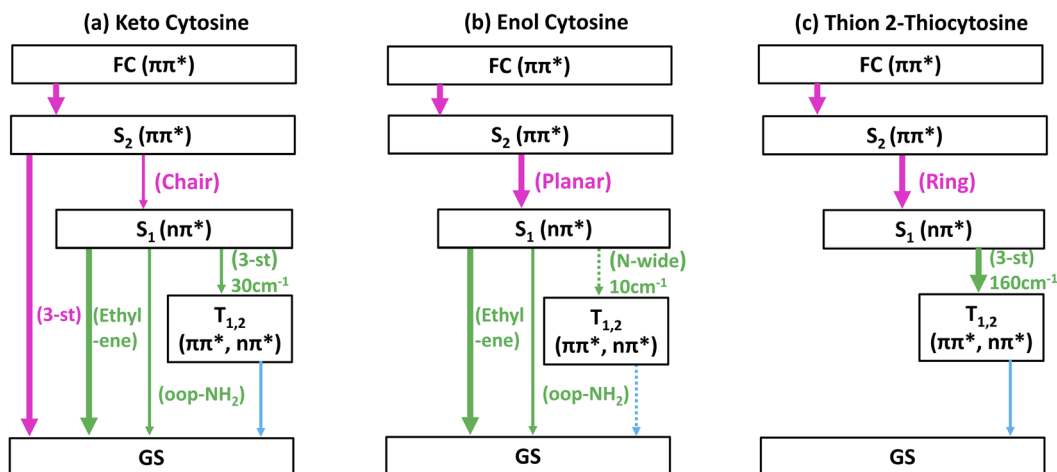 (a) Keto Cytosine
FC (ππ*)
S₂ (ππ*)
(Chair)
S₁ (nπ*)
(3-st)
30cm⁻¹
(3-st)
(Ethyl
-ene)
T₁,₂
(ππ*, nπ*)
(oop-NH₂)
GS
(b) Enol Cytosine
FC (ππ*)
S₂ (ππ*)
(Planar)
S₁ (nπ*)
(N-wide)
10cm⁻¹
(Ethyl
-ene)
T₁,₂
(ππ*, nπ*)
(oop-NH₂)
GS
(c) Thion 2-Thiocytosine
FC (ππ*)
S₂ (ππ*)
(Ring)
S₁ (nπ*)
(3-st)
160cm⁻¹
T₁,₂
(ππ*, nπ*)
GS